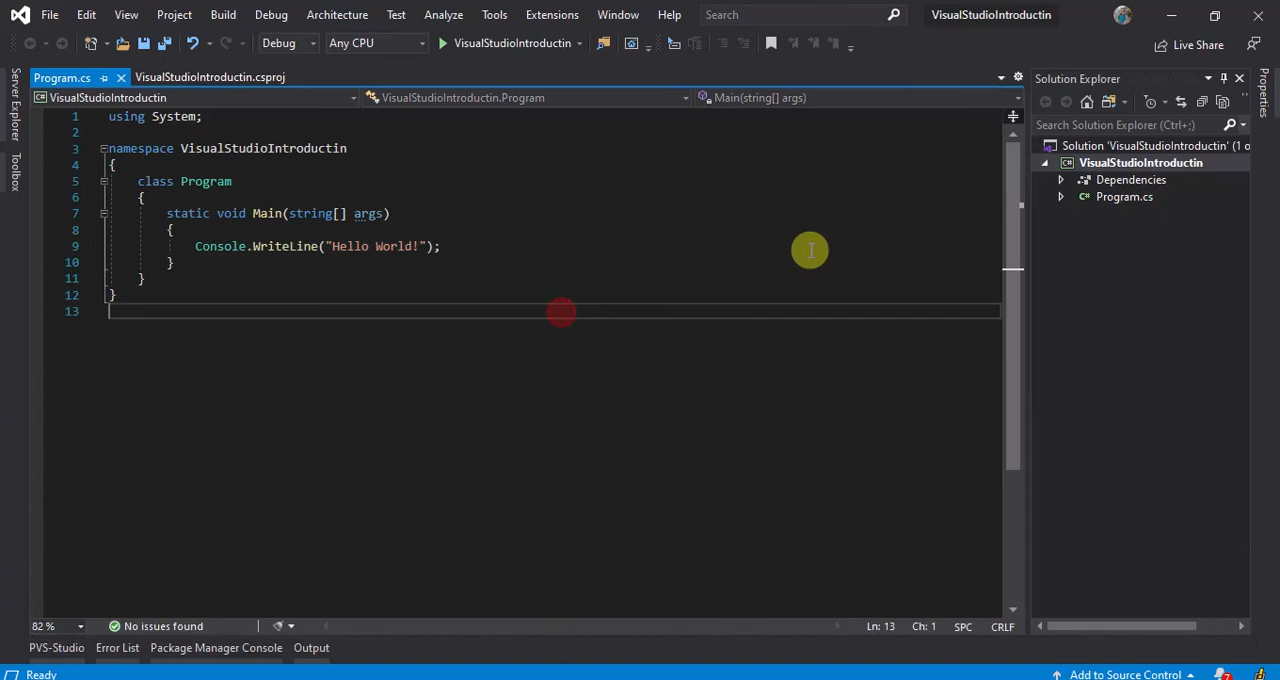 File Edit View Project Build Debug Architecture Test Analyze Tools Extensions Window Help Search VisualStudioIntroductin
Debug Any CPU VisualStudioIntroductin Live Share
Server Explorer
Toolbox
Program.cs VisualStudioIntroductin.csproj
VisualStudioIntroductin VisualStudioIntroductin.Program Main(string[] args)
1 using System;
2
3 namespace VisualStudioIntroductin
4 {
5 class Program
6 {
7 static void Main(string[] args)
8 {
9 Console.WriteLine("Hello World!");
10 }
11 }
12 }
13
82 % No issues found Ln: 13 Ch: 1 SPC CRLF
Solution Explorer
Search Solution Explorer (Ctrl+;)
Solution 'VisualStudioIntroductin' (1 o
C# VisualStudioIntroductin
Dependencies
C# Program.cs
Properties
PVS-Studio Error List Package Manager Console Output
Ready Add to Source Control 7